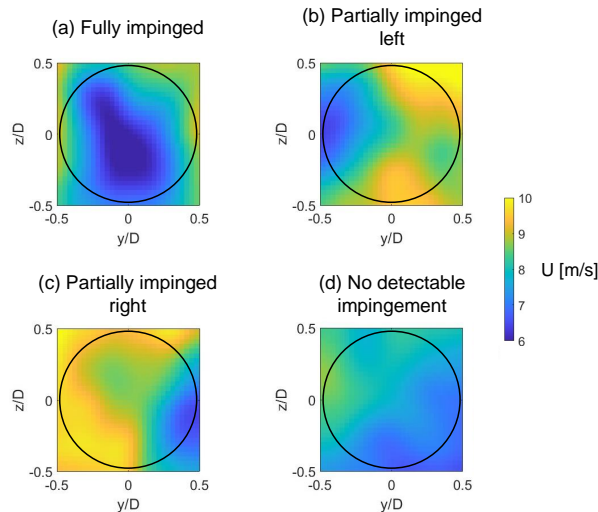 (a) Fully impinged
0.5
0
-0.5
z/D
-0.5
0
0.5
y/D
(b) Partially impinged
left
0.5
0
-0.5
z/D
-0.5
0
0.5
y/D
10
9
8
7
6
U [m/s]
(c) Partially impinged
right
0.5
0
-0.5
z/D
-0.5
0
0.5
y/D
(d) No detectable
impingement
0.5
0
-0.5
z/D
-0.5
0
0.5
y/D